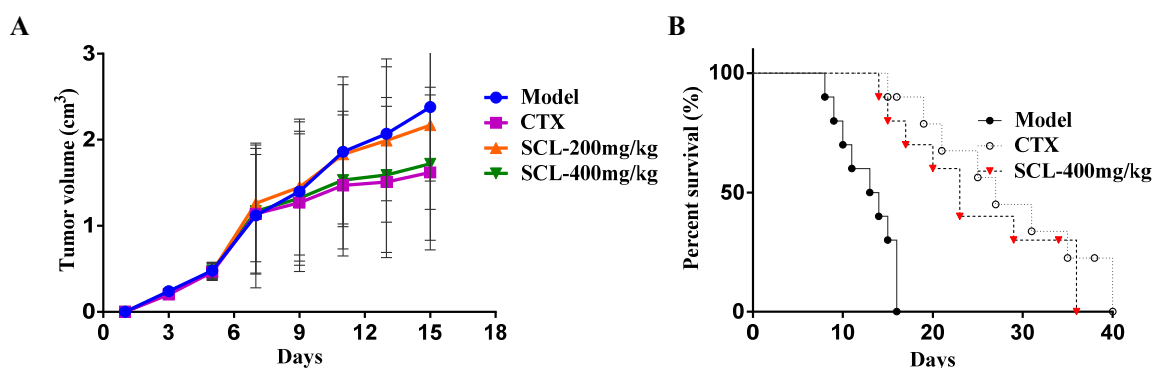 A
Tumor volume (cm³)
3
2
1
0
0
3
6
9
12
15
18
Days
Model
CTX
SCL-200mg/kg
SCL-400mg/kg
B
Percent survival (%)
100
50
0
0
10
20
30
40
Days
Model
CTX
SCL-400mg/kg